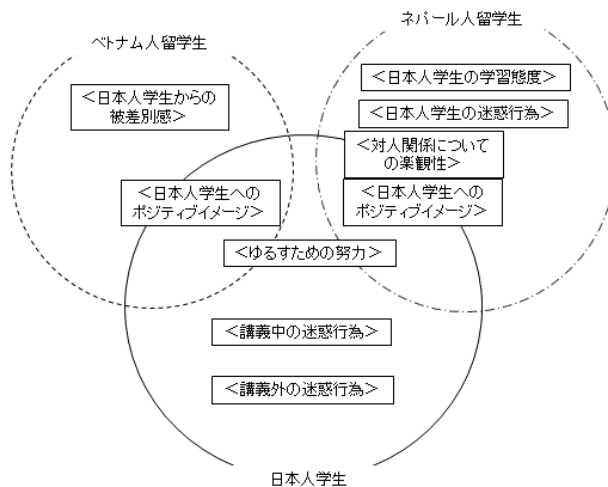 ネパール人留学生
ベトナム人留学生
＜日本人学生の学習態度＞
＜日本人学生からの
被差別感＞
＜日本人学生の迷惑行為＞
＜対人関係について
の楽観性＞
＜日本人学生への
ポジティブイメージ＞
＜日本人学生への
ポジティブイメージ＞
＜ゆるすための努力＞
＜講義中の迷惑行為＞
＜講義外の迷惑行為＞
日本人学生